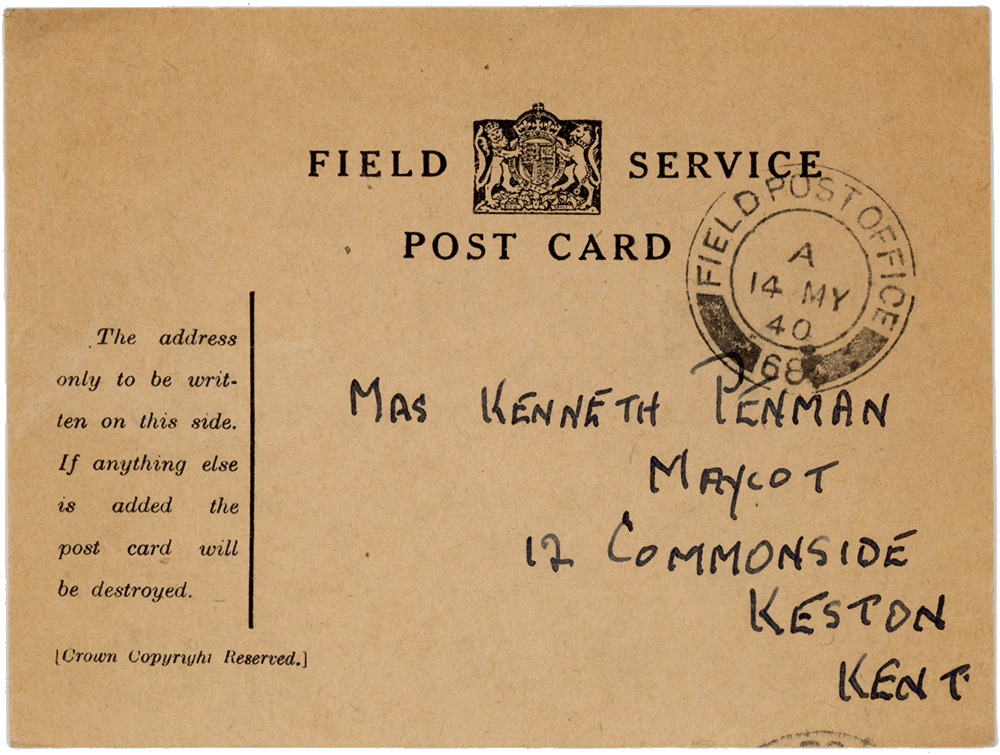 FIELD SERVICE
POST CARD
FIELD POST OFFICE
A
14 MY
40
68
The address
only to be writ-
ten on this side.
If anything else
is added the
post card will
be destroyed.
[Crown Copyright Reserved.]
Mrs KENNETH PENMAN
MAYCOT
12 COMMONSIDE
KESTON
KENT.